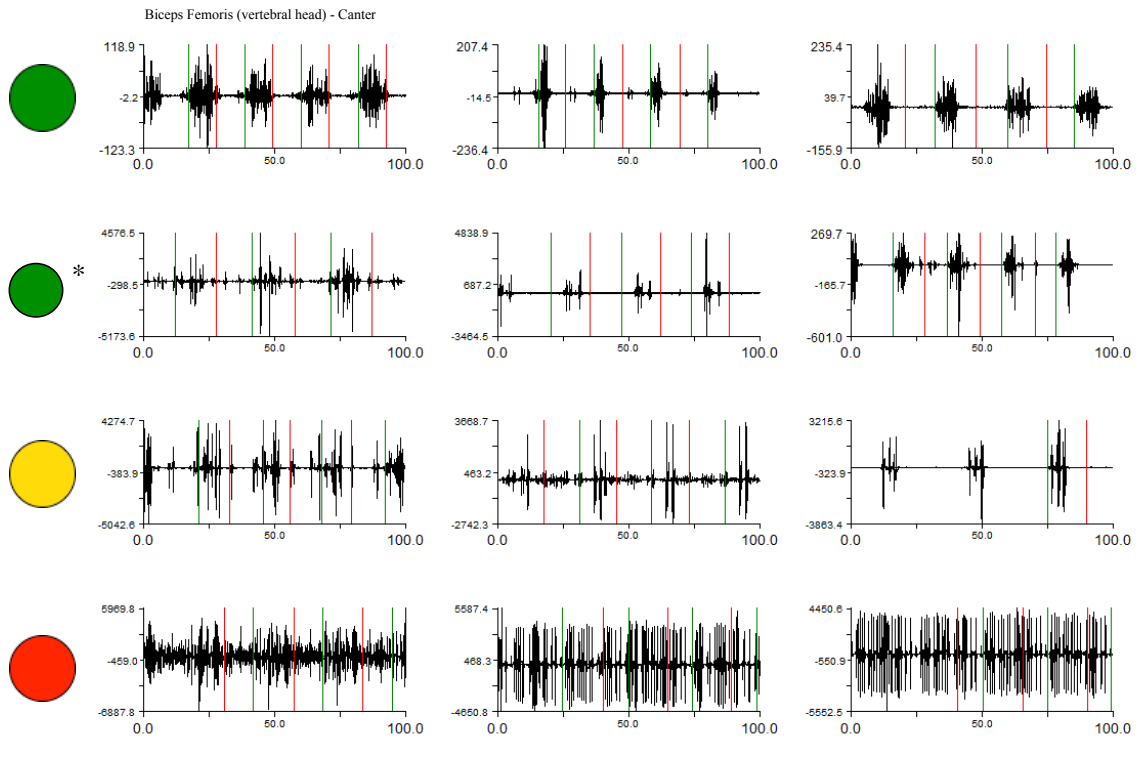 Biceps Femoris (vertebral head) - Canter
118.9 207.4 235.4
-2.2 -14.5 39.7
-123.3 -236.4 -155.9
0.0 50.0 100.0 0.0 50.0 100.0 0.0 50.0 100.0
*
4576.5 4838.9 269.7
-298.5 687.2 -165.7
-5173.6 -3464.5 -601.0
0.0 50.0 100.0 0.0 50.0 100.0 0.0 50.0 100.0
4274.7 3668.7 3215.6
-383.9 463.2 -323.9
-5042.6 -2742.3 -3863.4
0.0 50.0 100.0 0.0 50.0 100.0 0.0 50.0 100.0
5969.8 5587.4 4450.6
-459.0 468.3 -550.9
-6887.8 -4650.8 -5552.5
0.0 50.0 100.0 0.0 50.0 100.0 0.0 50.0 100.0